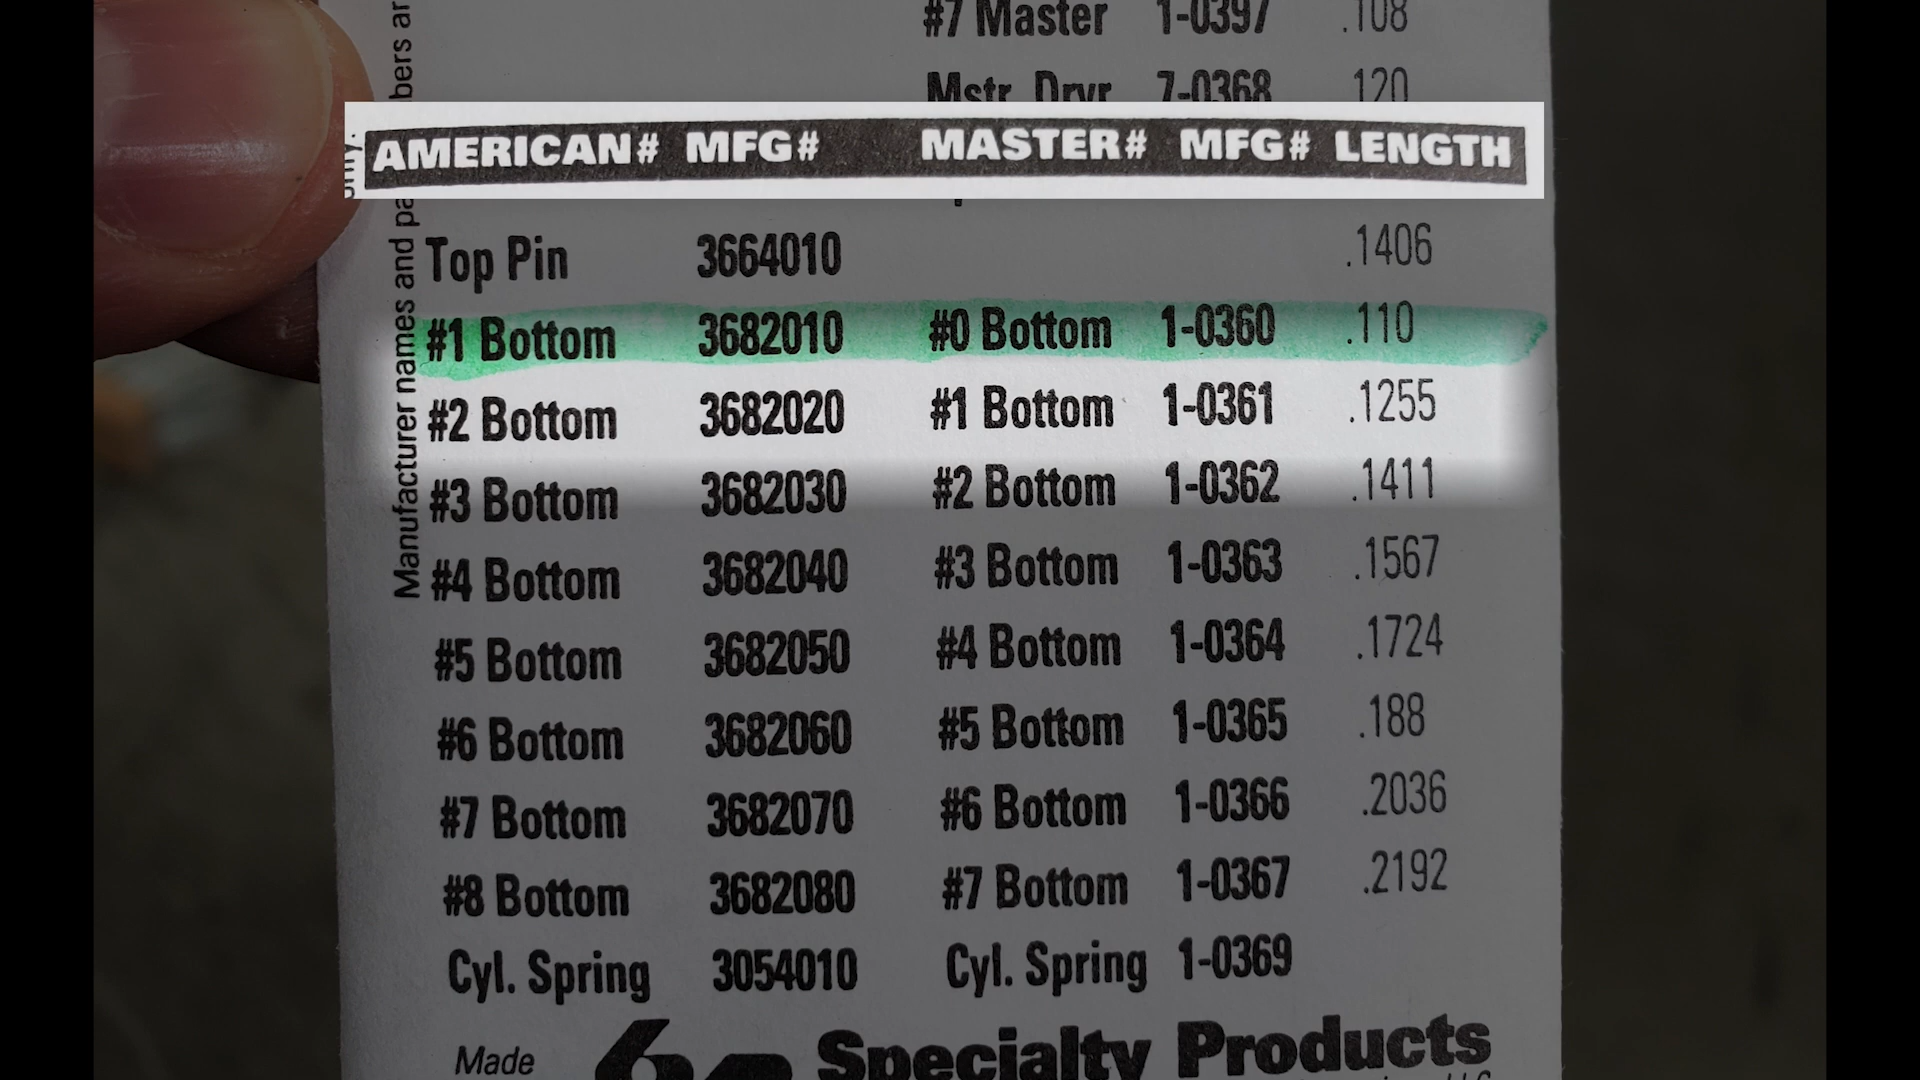 #7 Master 1-0397 .108
Mstr. Drvr 7-0368 .120
AMERICAN# MFG# MASTER# MFG# LENGTH
Top Pin 3664010 .1406
#1 Bottom 3682010 #0 Bottom 1-0360 .110
#2 Bottom 3682020 #1 Bottom 1-0361 .1255
#3 Bottom 3682030 #2 Bottom 1-0362 .1411
#4 Bottom 3682040 #3 Bottom 1-0363 .1567
#5 Bottom 3682050 #4 Bottom 1-0364 .1724
#6 Bottom 3682060 #5 Bottom 1-0365 .188
#7 Bottom 3682070 #6 Bottom 1-0366 .2036
#8 Bottom 3682080 #7 Bottom 1-0367 .2192
Cyl. Spring 3054010 Cyl. Spring 1-0369
Made Specialty Products
Manufacturer names and